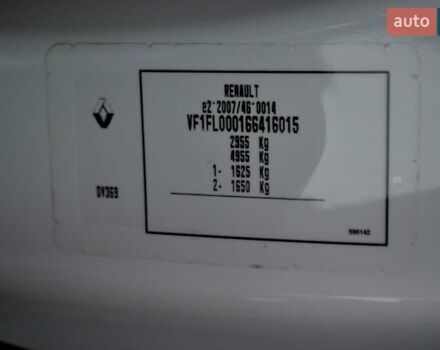 auto
RENAULT
e2*2007/46*0014
VF1FL000166416015
2955 Kg
4955 Kg
1- 1625 Kg
2- 1650 Kg
DV369
596142